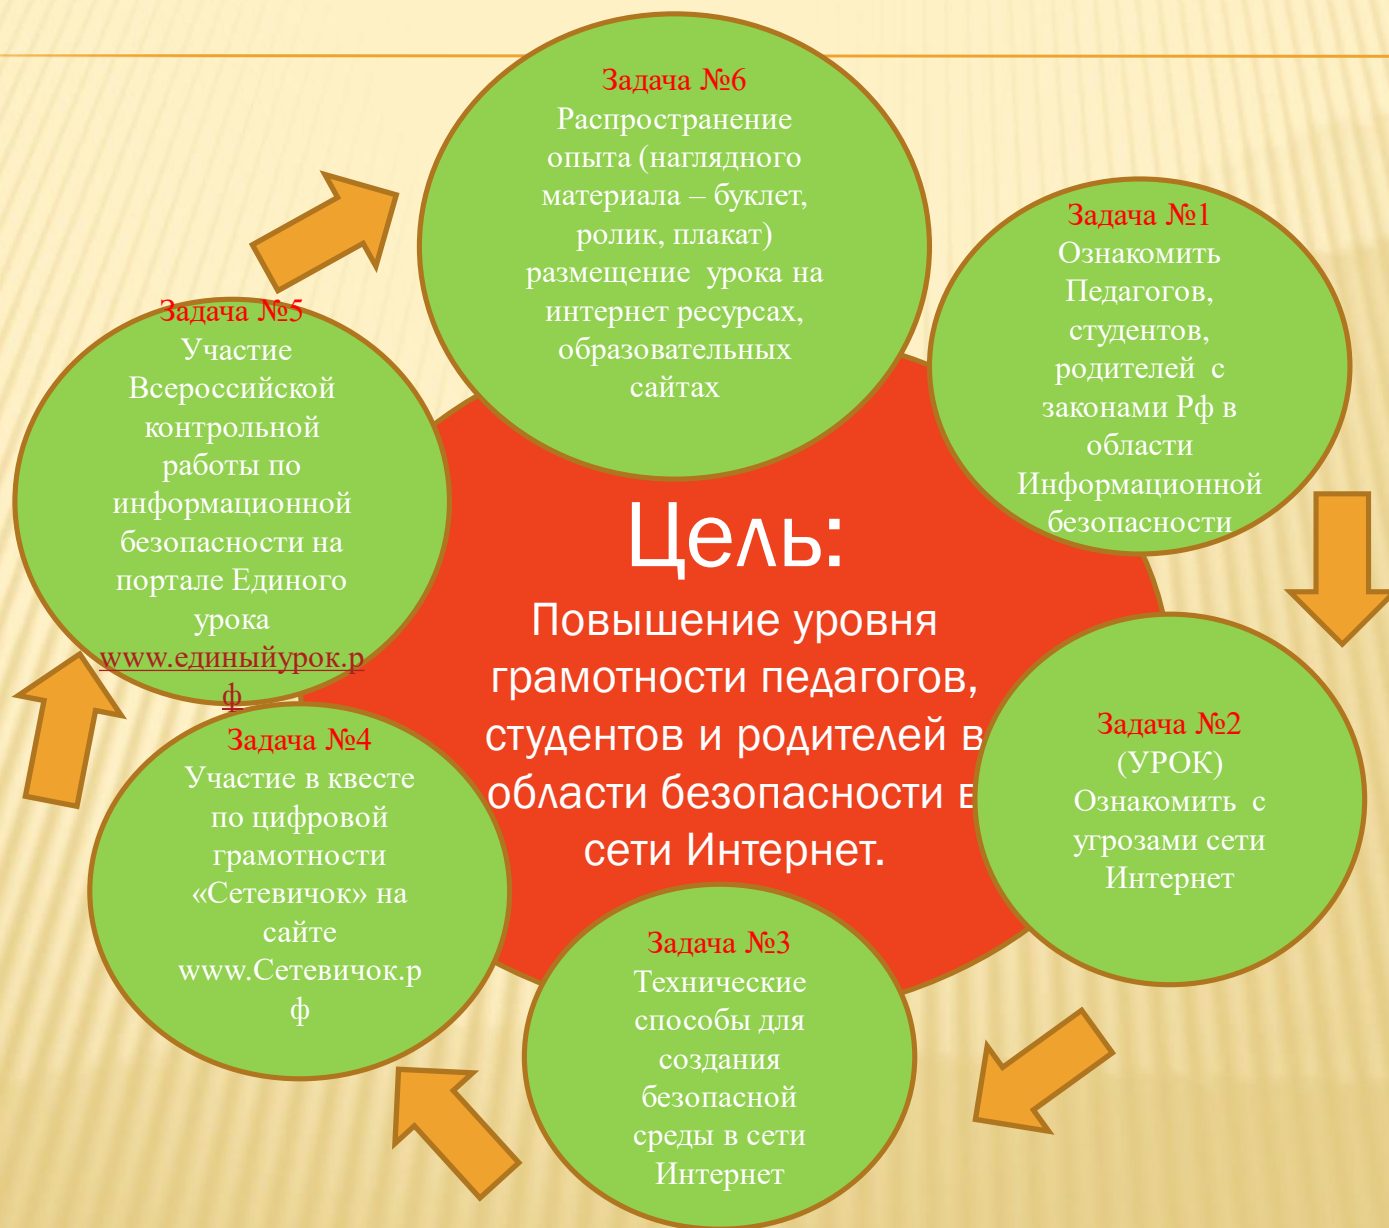 Задача №6
Распространение
опыта (наглядного
материала – буклет,
ролик, плакат)
размещение урока на
интернет ресурсах,
образовательных
сайтах
Задача №1
Ознакомить
Педагогов,
студентов,
родителей с
законами Рф в
области
Информационной
безопасности
Задача №5
Участие
Всероссийской
контрольной
работы по
информационной
безопасности на
портале Единого
урока
www.единыйурок.р
ф
Цель:
Повышение уровня
грамотности педагогов,
студентов и родителей в
области безопасности в
сети Интернет.
Задача №2
(УРОК)
Ознакомить с
угрозами сети
Интернет
Задача №4
Участие в квесте
по цифровой
грамотности
«Сетевичок» на
сайте
www.Сетевичок.р
ф
Задача №3
Технические
способы для
создания
безопасной
среды в сети
Интернет